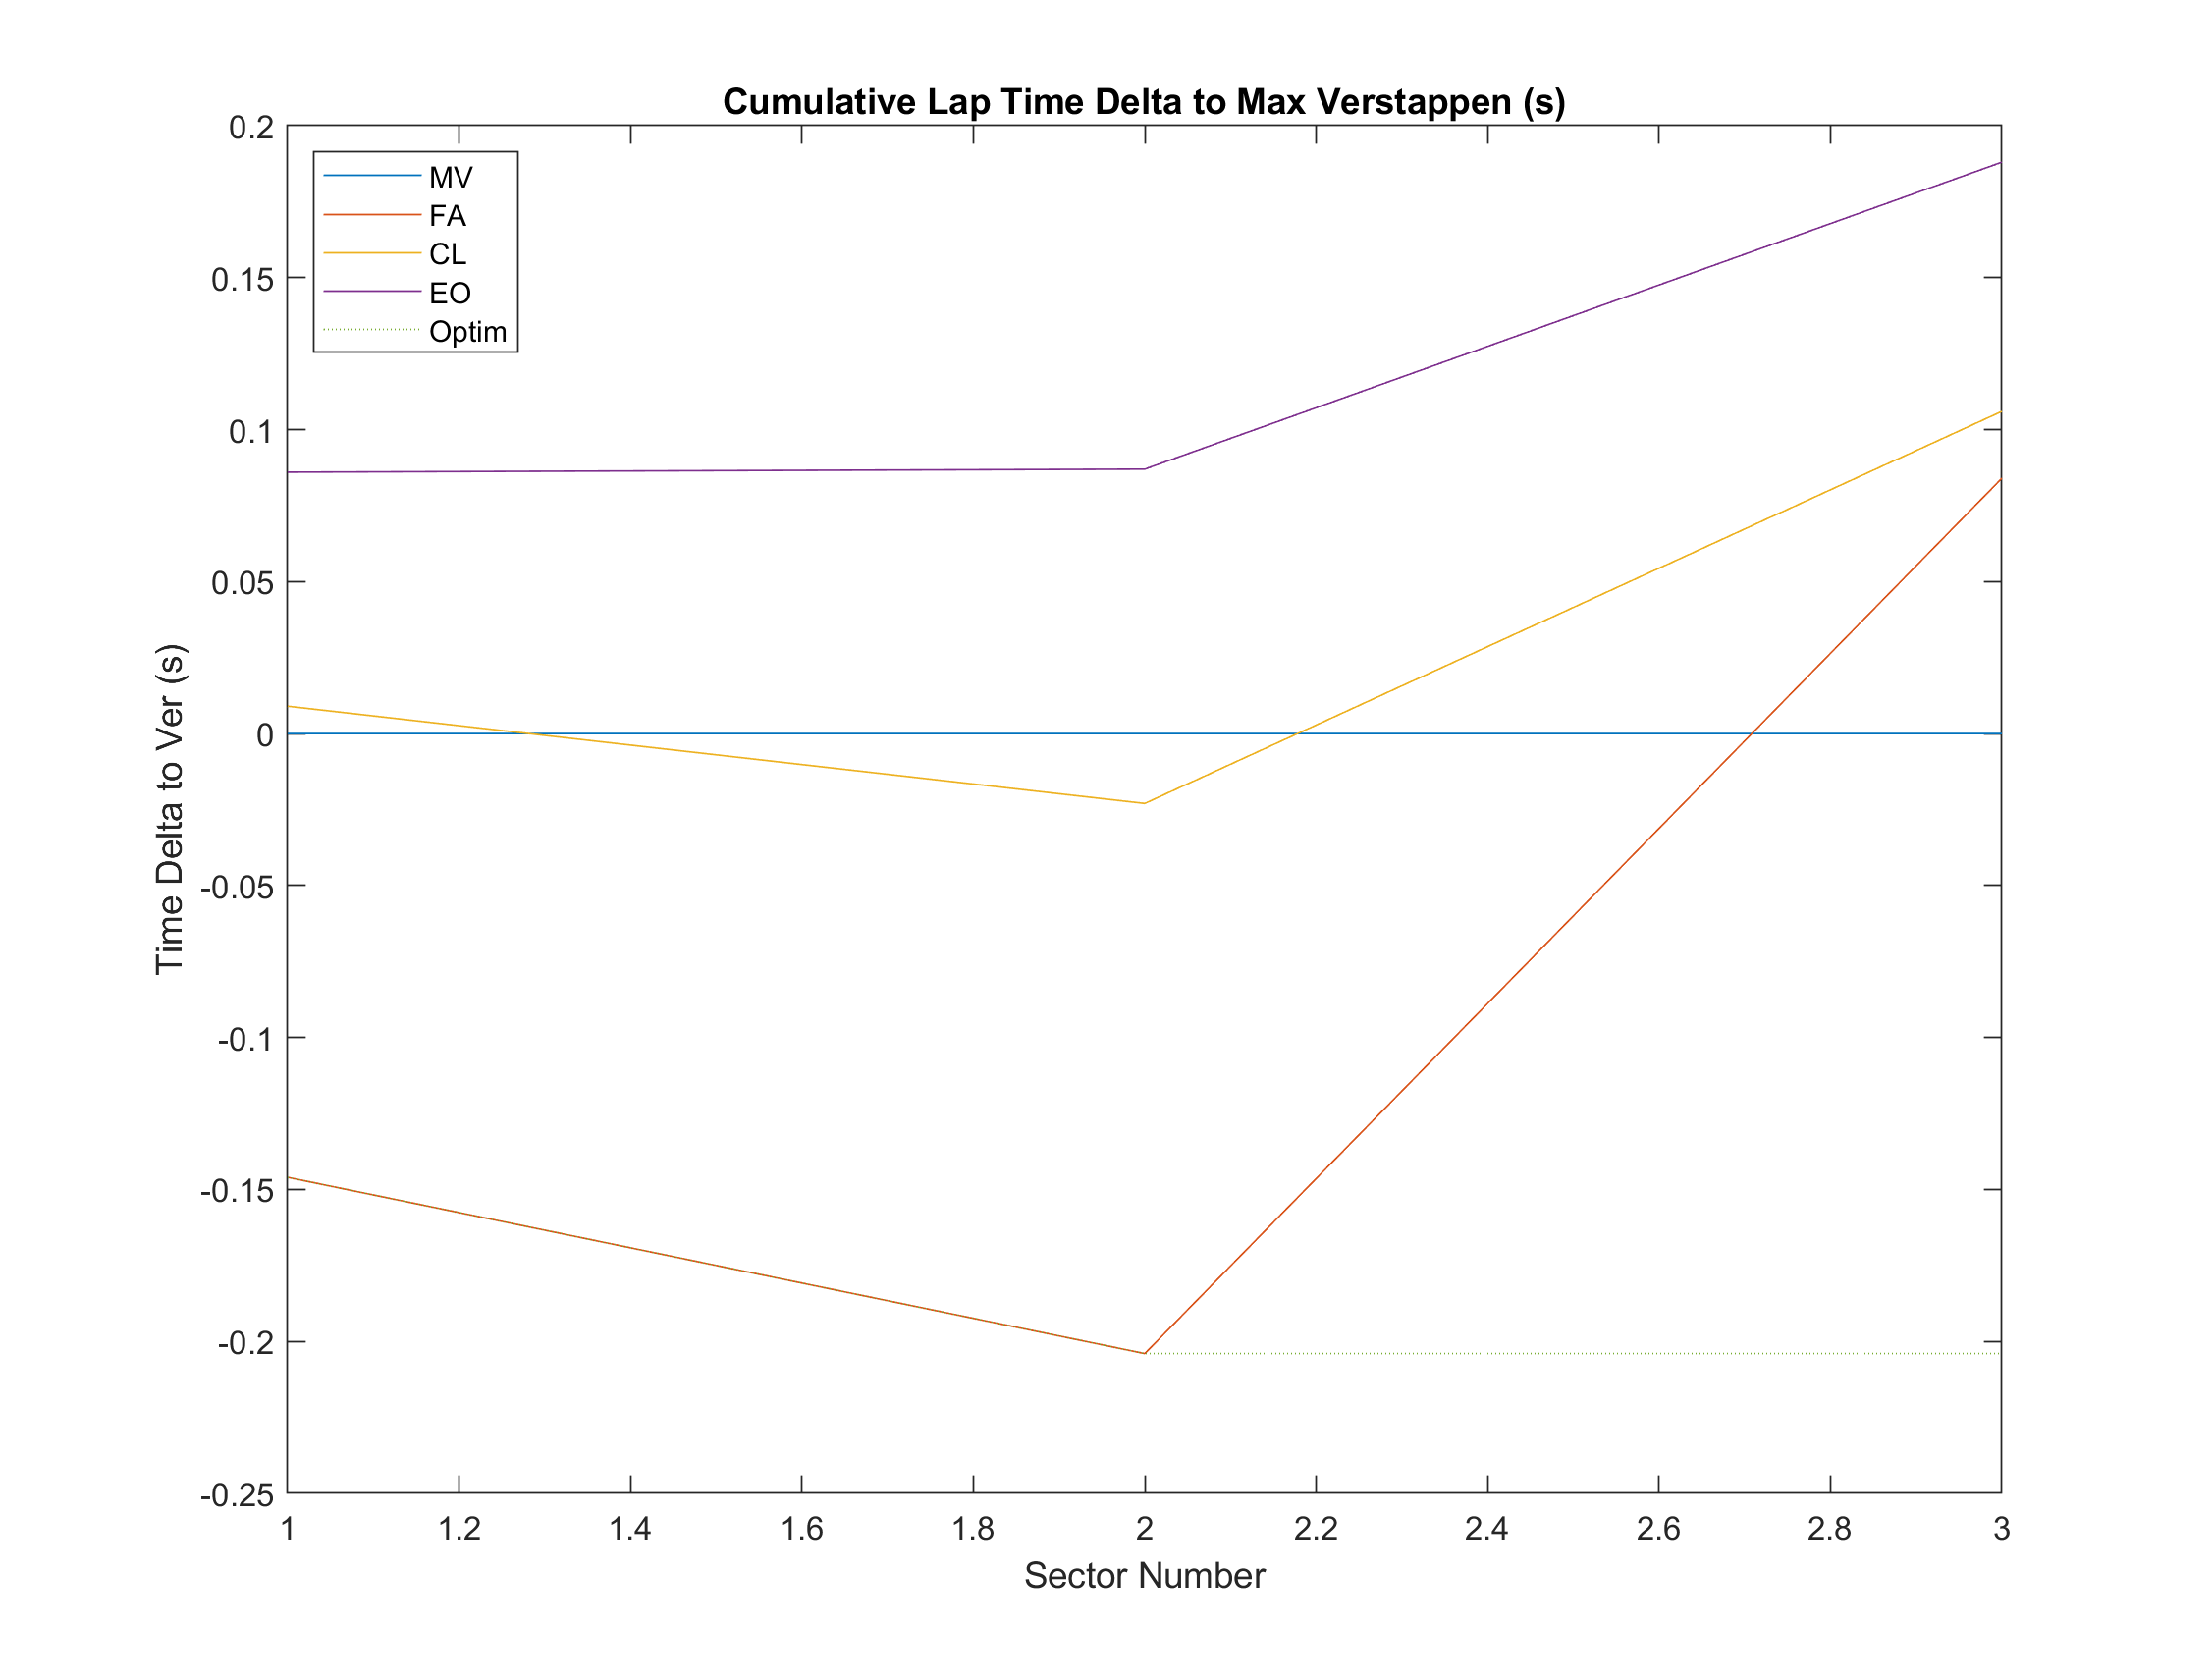 Cumulative Lap Time Delta to Max Verstappen (s)
MV
FA
CL
EO
Optim
0.2
0.15
0.1
0.05
0
-0.05
-0.1
-0.15
-0.2
-0.25
Time Delta to Ver (s)
1 1.2 1.4 1.6 1.8 2 2.2 2.4 2.6 2.8 3
Sector Number